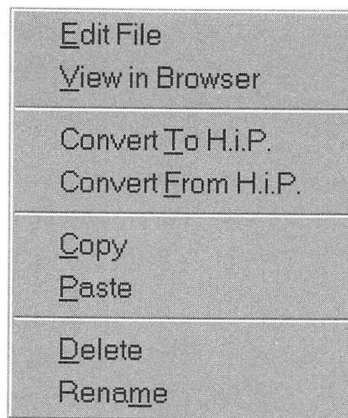 Edit File
View in Browser
Convert To H.i.P.
Convert From H.i.P.
Copy
Paste
Delete
Rename